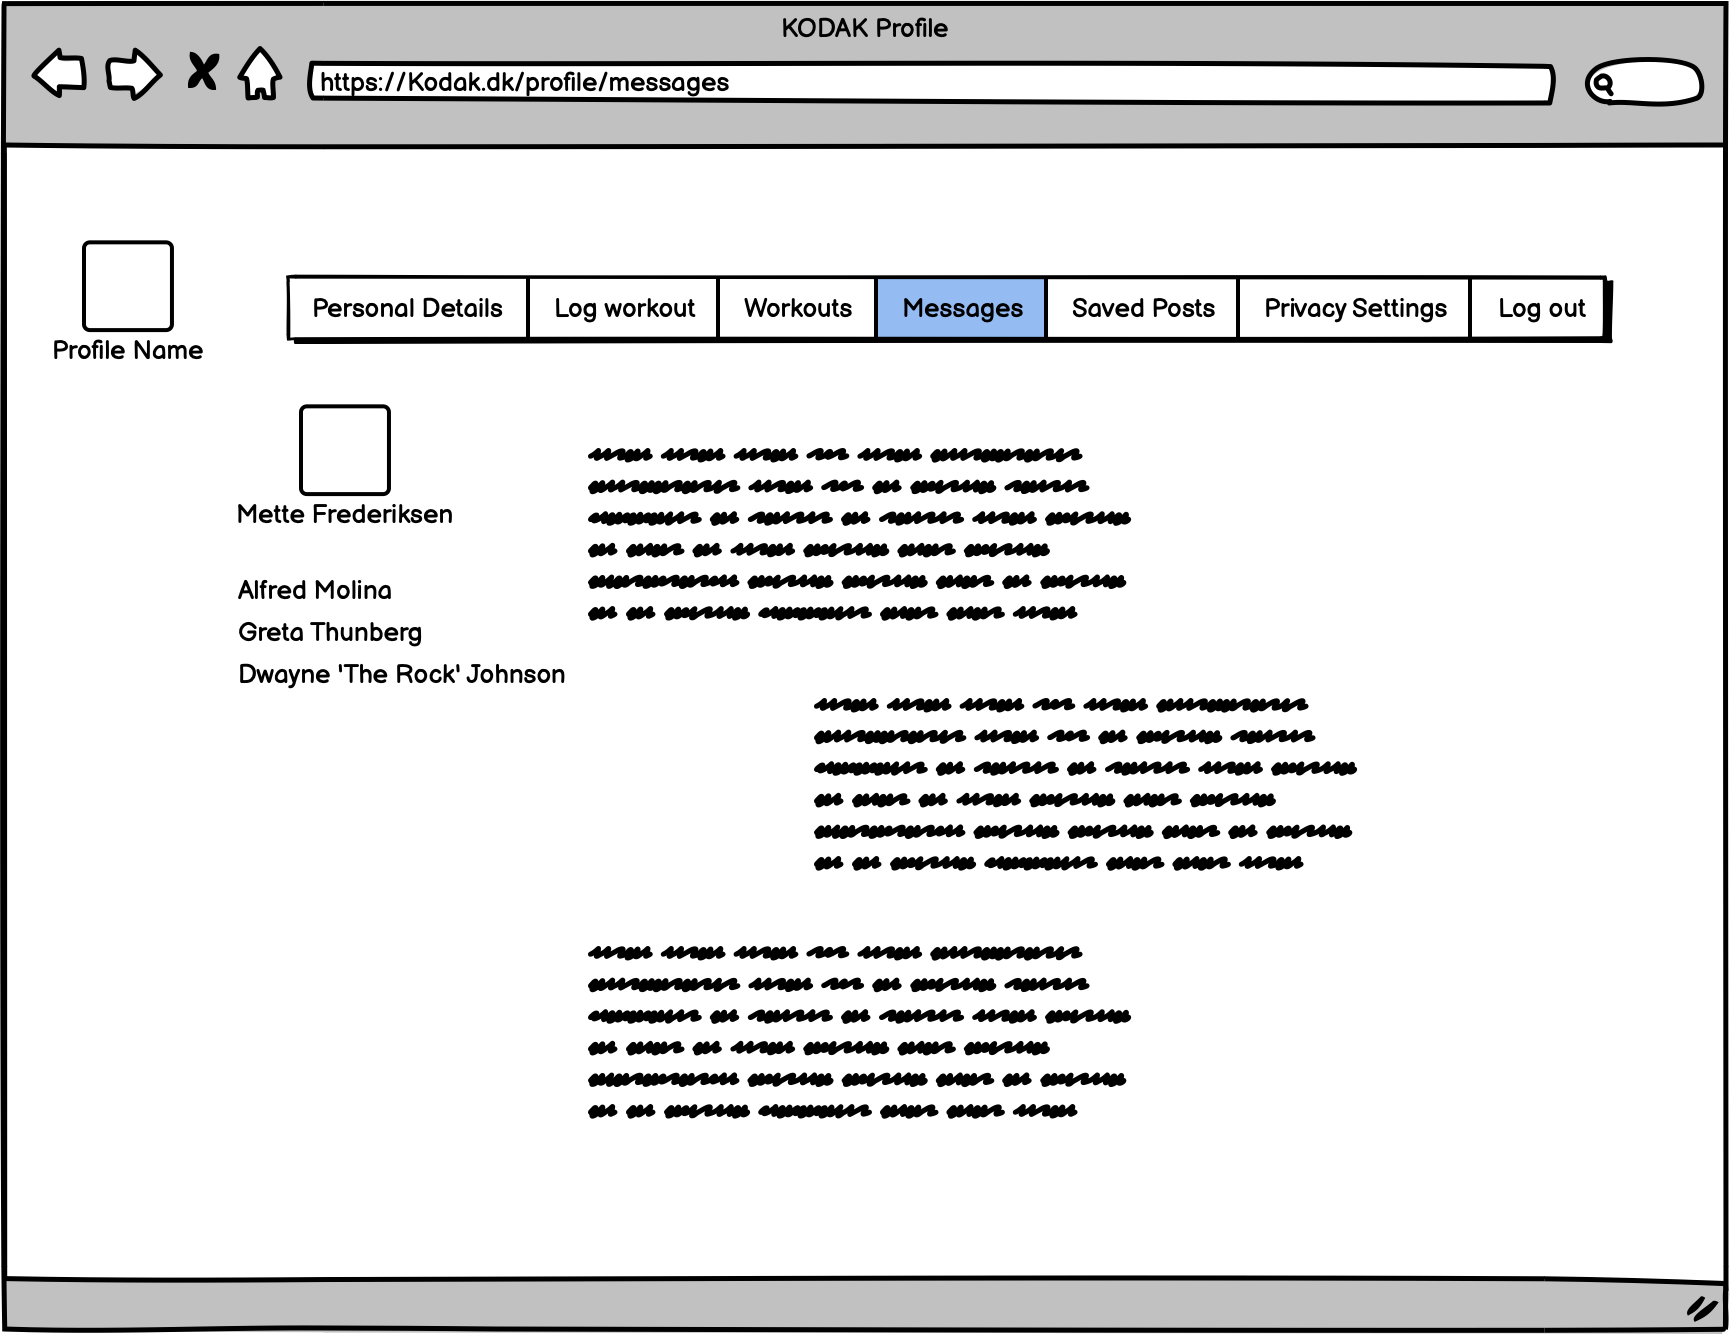 KODAK Profile
https://Kodak.dk/profile/messages
Personal Details Log workout Workouts Messages Saved Posts Privacy Settings Log out
Profile Name
Mette Frederiksen
Alfred Molina
Greta Thunberg
Dwayne 'The Rock' Johnson